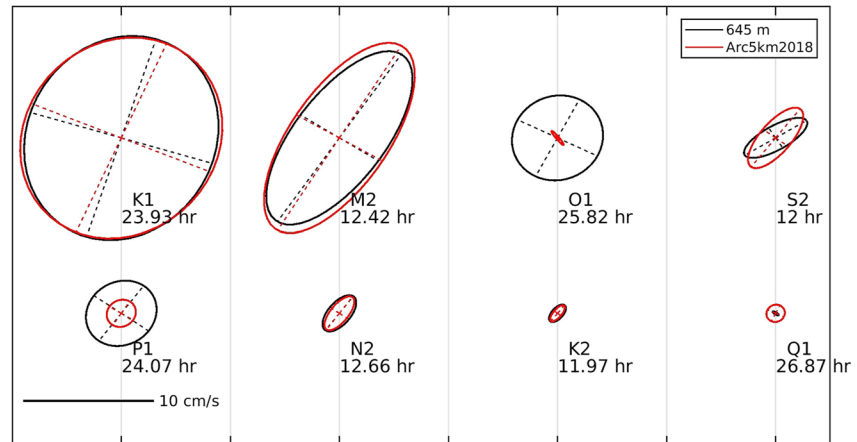 645 m
Arc5km2018
K1
23.93 hr
M2
12.42 hr
O1
25.82 hr
S2
12 hr
P1
24.07 hr
N2
12.66 hr
K2
11.97 hr
Q1
26.87 hr
10 cm/s